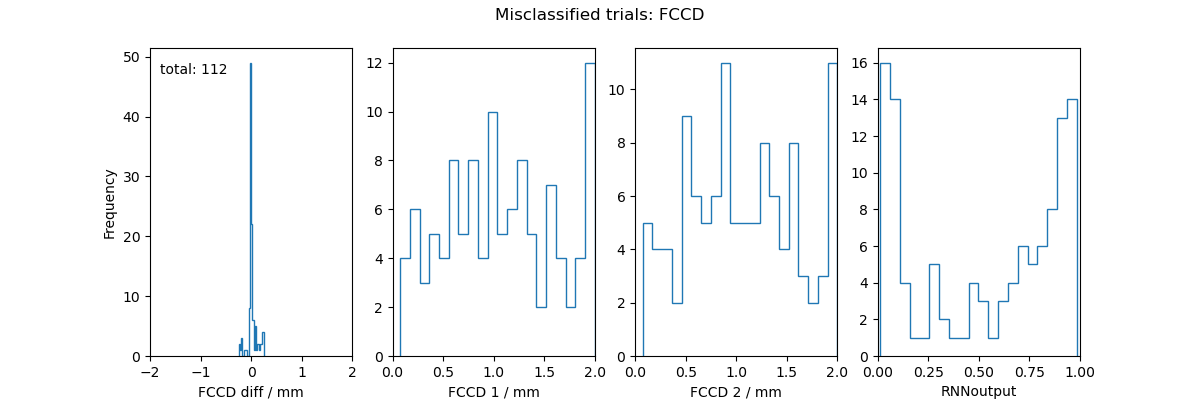 Misclassified trials: FCCD
total: 112
Frequency
50
40
30
20
10
0
−2 −1 0 1 2
FCCD diff / mm
12
10
8
6
4
2
0
0.0 0.5 1.0 1.5 2.0
FCCD 1 / mm
10
8
6
4
2
0
0.0 0.5 1.0 1.5 2.0
FCCD 2 / mm
16
14
12
10
8
6
4
2
0
0.00 0.25 0.50 0.75 1.00
RNNoutput